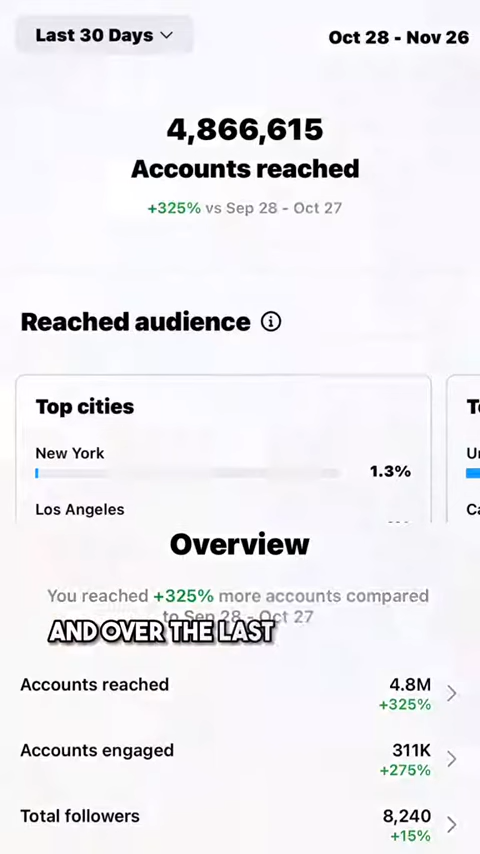 Last 30 Days
Oct 28 - Nov 26
4,866,615
Accounts reached
+325% vs Sep 28 - Oct 27
Reached audience
Top cities
New York
1.3%
Los Angeles
Overview
You reached +325% more accounts compared
to Sep 28 - Oct 27
AND OVER THE LAST
Accounts reached
4.8M
+325%
Accounts engaged
311K
+275%
Total followers
8,240
+15%